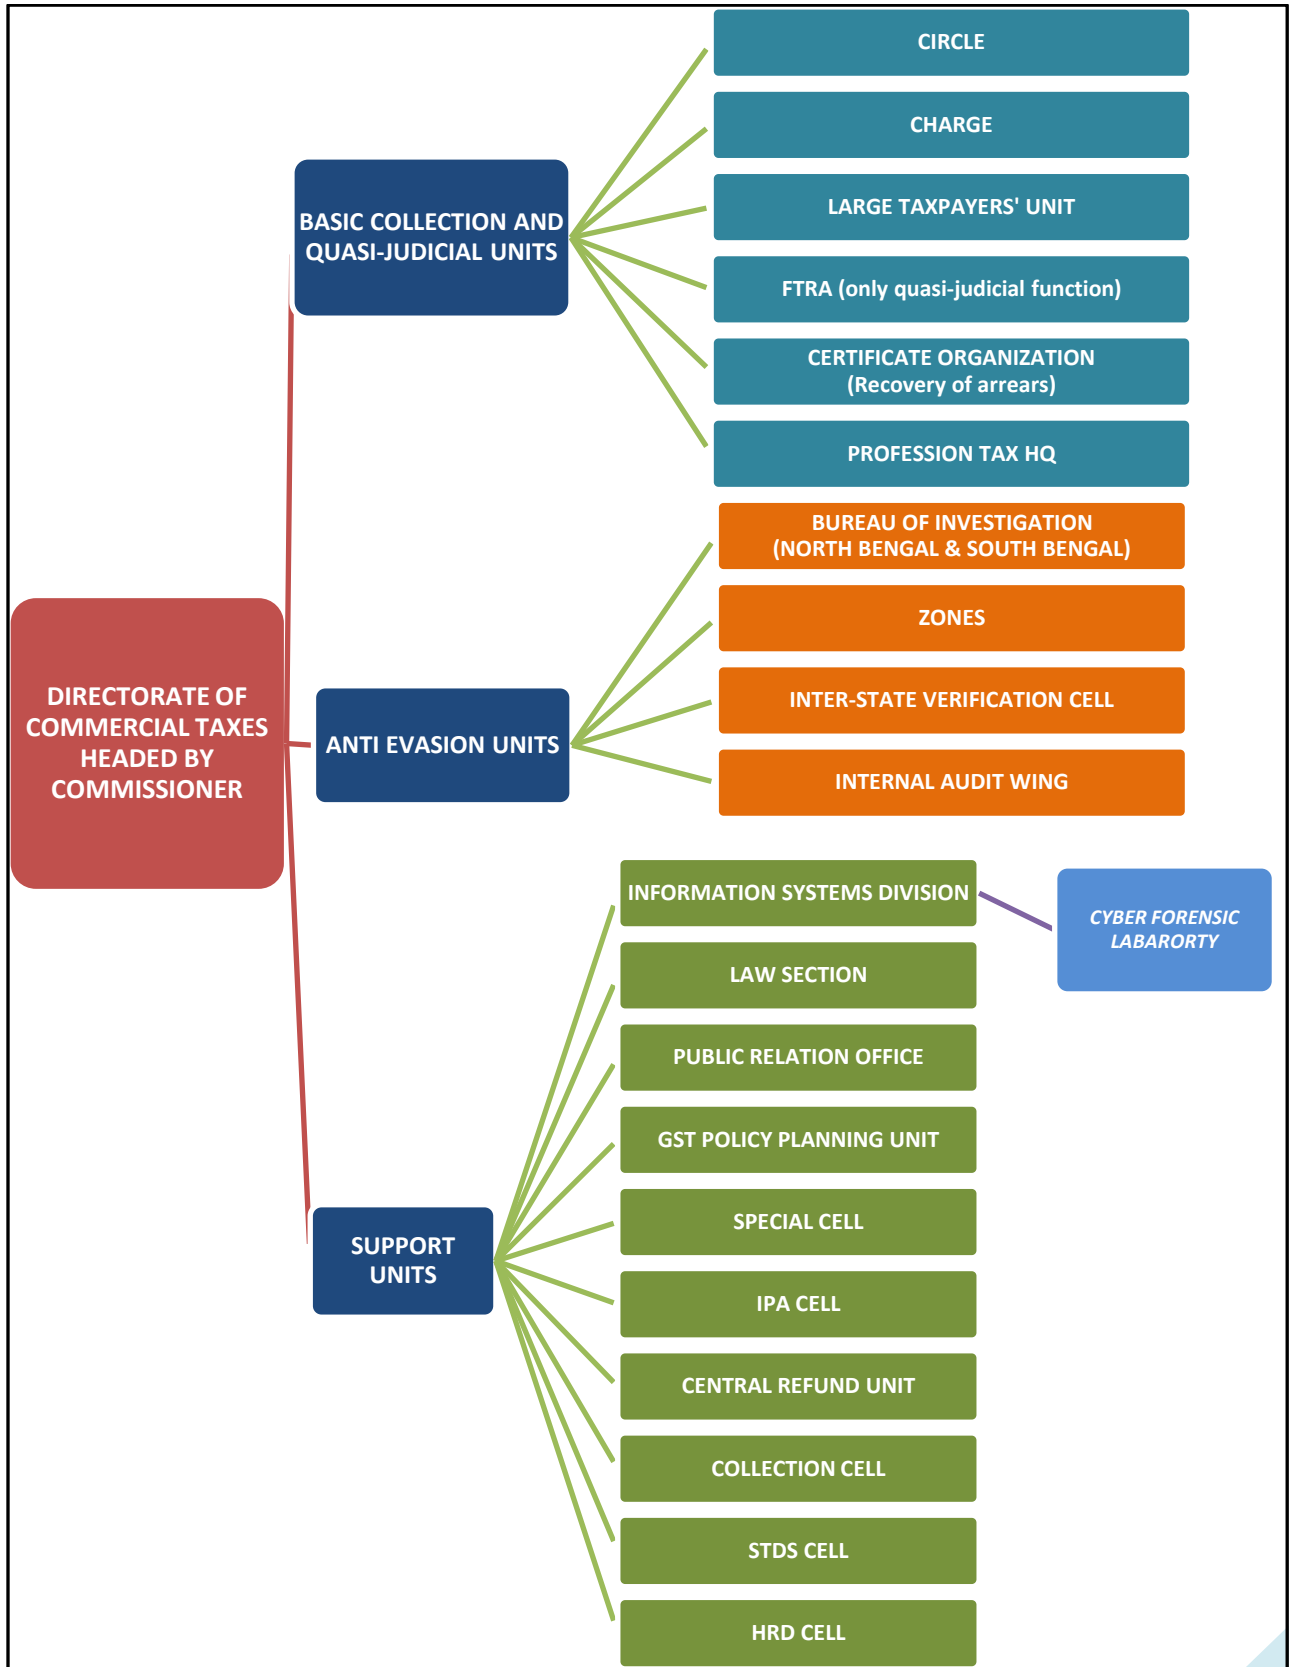 DIRECTORATE OF
COMMERCIAL TAXES
HEADED BY
COMMISSIONER
BASIC COLLECTION AND
QUASI-JUDICIAL UNITS
CIRCLE
CHARGE
LARGE TAXPAYERS' UNIT
FTRA (only quasi-judicial function)
CERTIFICATE ORGANIZATION
(Recovery of arrears)
PROFESSION TAX HQ
ANTI EVASION UNITS
BUREAU OF INVESTIGATION
(NORTH BENGAL & SOUTH BENGAL)
ZONES
INTER-STATE VERIFICATION CELL
INTERNAL AUDIT WING
SUPPORT
UNITS
INFORMATION SYSTEMS DIVISION
CYBER FORENSIC
LABARORTY
LAW SECTION
PUBLIC RELATION OFFICE
GST POLICY PLANNING UNIT
SPECIAL CELL
IPA CELL
CENTRAL REFUND UNIT
COLLECTION CELL
STDS CELL
HRD CELL